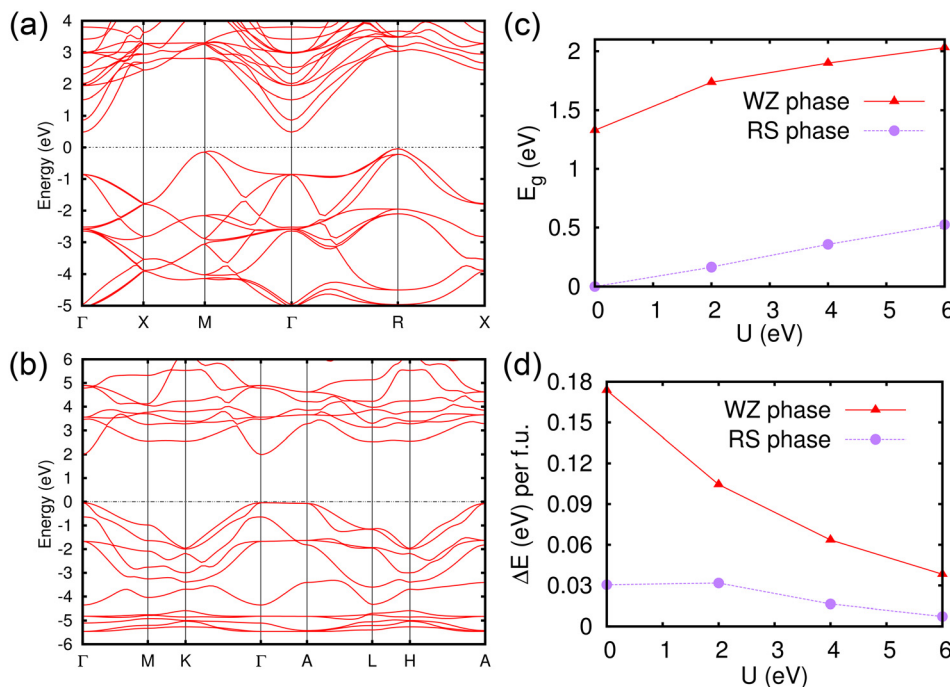 (a)
4
3
2
1
0
-1
-2
-3
-4
-5
Energy (eV)
Γ X M Γ R X
(b)
6
5
4
3
2
1
0
-1
-2
-3
-4
-5
-6
Energy (eV)
Γ M K Γ A L H A
(c)
2
1.5
1
0.5
0
E_g (eV)
WZ phase
RS phase
0 1 2 3 4 5 6
U (eV)
(d)
0.18
0.15
0.12
0.09
0.06
0.03
0
ΔE (eV) per f.u.
WZ phase
RS phase
0 1 2 3 4 5 6
U (eV)